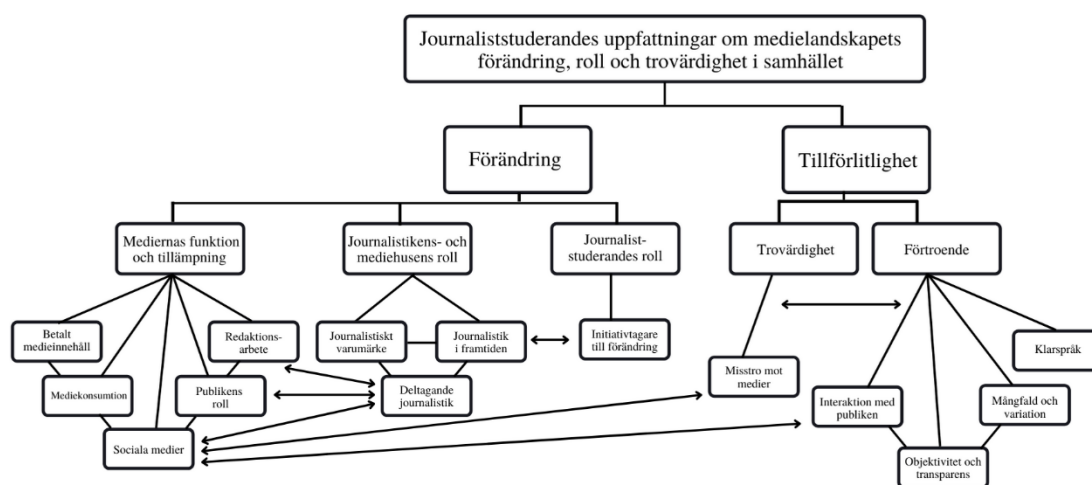 Journaliststuderandes uppfattningar om medielandskapets
förändring, roll och trovärdighet i samhället
Förändring
Tillförlitlighet
Mediernas funktion
och tillämpning
Journalistikens- och
mediehusens roll
Journalist-
studerandes roll
Trovärdighet
Förtroende
Betalt
medieinnehåll
Redaktions-
arbete
Journalistiskt
varumärke
Journalistik
i framtiden
Initiativtagare
till förändring
Klarspråk
Mediekonsumtion
Publikens
roll
Deltagande
journalistik
Misstro mot
medier
Interaktion med
publiken
Mångfald och
variation
Sociala medier
Objektivitet och
transparens